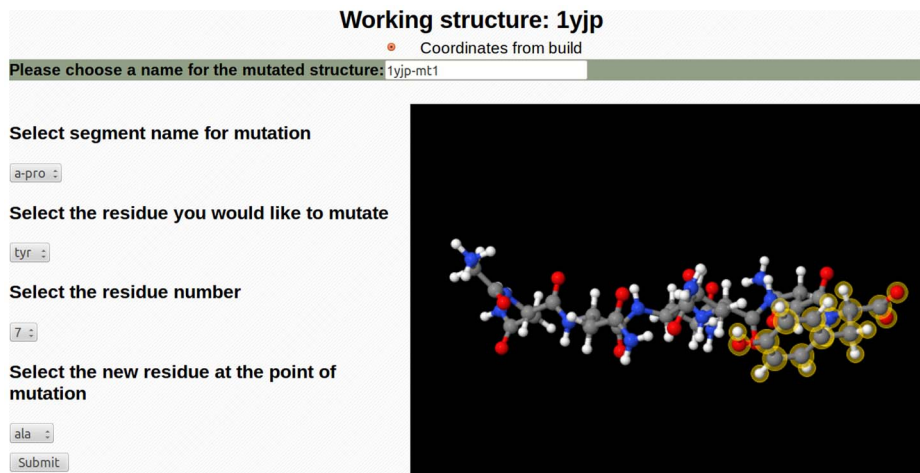 Working structure: 1yjp
Coordinates from build
Please choose a name for the mutated structure: 1yjp-mt1
Select segment name for mutation
a-pro
Select the residue you would like to mutate
tyr
Select the residue number
7
Select the new residue at the point of
mutation
ala
Submit